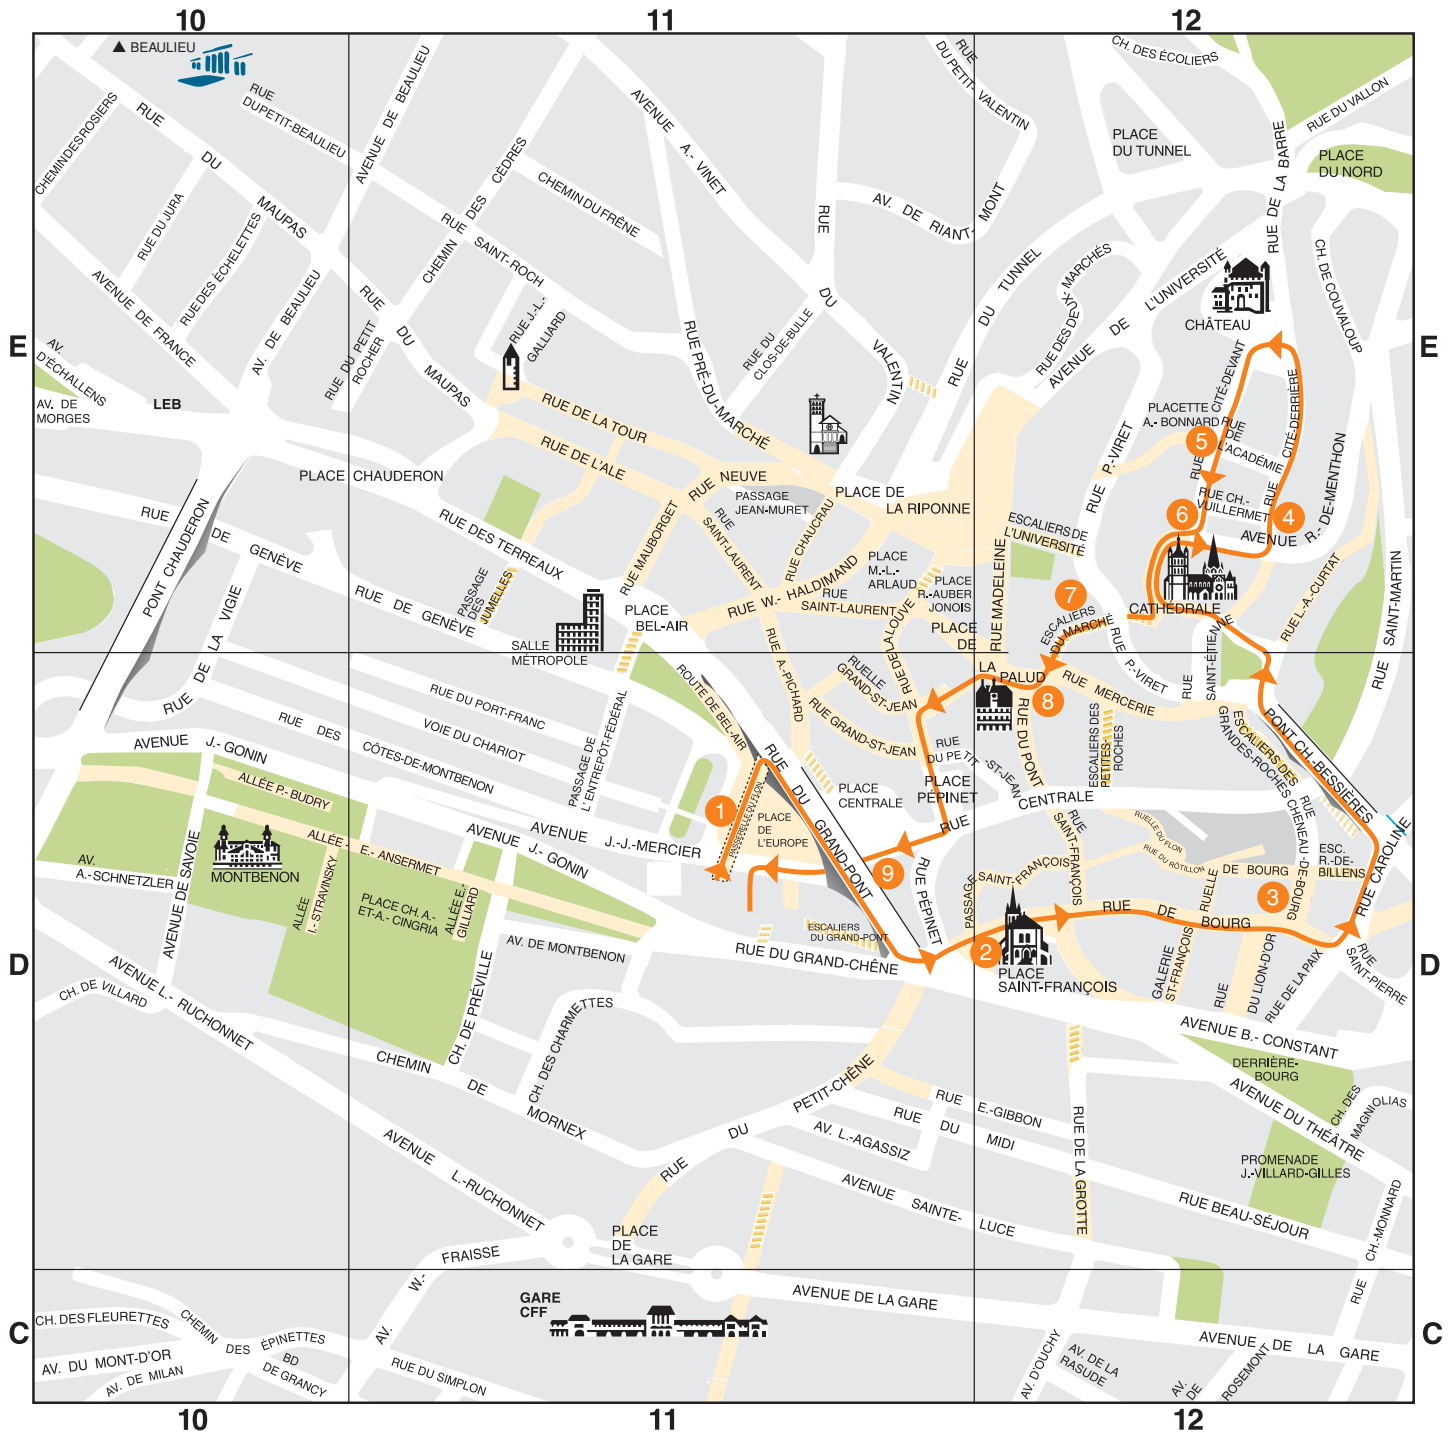 10
11
12
▲ BEAULIEU
RUE
DU PETIT-BEAULIEU
CHEMIN DES ROSIERS
RUE
DU
MAUPAS
AVENUE DE BEAULIEU
RUE
DU PETIT-VALENTIN
CH. DES ÉCOLIERS
RUE DU VALLON
PLACE
DU TUNNEL
PLACE
DU NORD
RUE DE LA BARRE
AVENUE
A.- VINET
CHEMIN DES CÈDRES
CHEMIN DU FRÊNE
RUE
SAINT-ROCH
AV. DE RIANT-
MONT
RUE
DU
VALENTIN
RUE DU JURA
RUE DES ÉCHELETTES
AVENUE DE FRANCE
AV. DE BEAULIEU
RUE
DU
MAUPAS
RUE DU PETIT
ROCHER
RUE J.-L.-
GALLIARD
RUE PRÉ-DU-MARCHÉ
RUE DU
CLOS-DE-BULLE
RUE
DU TUNNEL
RUE DES DEUX- MARCHÉS
AVENUE DE L'UNIVERSITÉ
CH. DE COUVALOUP
CHÂTEAU
E
E
AV.
D'ÉCHALLENS
AV. DE
MORGES
LEB
RUE DE LA TOUR
RUE DE L'ALE
PLACE CHAUDERON
RUE NEUVE
PASSAGE
JEAN-MURET
PLACE DE
LA RIPONNE
RUE P.-VIRET
PLACETTE
A.- BONNARD
CITÉ-DEVANT
RUE
DE
L'ACADÉMIE
CITÉ-DERRIÈRE
RUE
5
RUE CH.-
VUILLERMET
RUE
6
4
AVENUE
R.- DE-MENTHON
RUE
DE GENÈVE
PONT CHAUDERON
RUE DES TERREAUX
RUE MAUBORGET
RUE
SAINT-LAURENT
RUE CHAUCRAU
ESCALIERS DE
L'UNIVERSITÉ
RUE DE GENÈVE
PASSAGE
DES
JUMELLES
SALLE
MÉTROPOLE
PLACE
BEL-AIR
RUE W.- HALDIMAND
PLACE
M.-L.-
ARLAUD
PLACE
R.-AUBER
JONOIS
RUE
SAINT-LAURENT
RUE MADELEINE
7
ESCALIERS
DU MARCHÉ
CATHÉDRALE
RUE L.-A.-CURTAT
RUE SAINT-MARTIN
RUE DE LA VIGIE
RUE DE LA LOUVE
PLACE
DE
LA
PALUD
RUE P.-VIRET
RUE
SAINT-ÉTIENNE
RUE MERCERIE
8
RUE A.-PICHARD
RUELLE
GRAND-ST-JEAN
RUE GRAND-ST-JEAN
ROUTE DE BEL-AIR
RUE DU PORT-FRANC
VOIE DU CHARIOT
RUE DES
CÔTES-DE-MONTBENON
PASSAGE DE
L'ENTREPÔT-FÉDÉRAL
AVENUE J.- GONIN
RUE DU PONT
RUE
DU PETIT
-ST-JEAN
ESCALIERS DES
PETITES-
ROCHES
ESCALIERS DES
GRANDES-ROCHES
PONT CH.-BESSIÈRES
PLACE
CENTRALE
PLACE
PÉPINET
RUE
CENTRALE
1
PASSERELLE DU FLON
PLACE
DE
L'EUROPE
RUE
DU
GRAND-PONT
ALLÉE P.- BUDRY
ALLÉE E.- ANSERMET
AVENUE
J.- GONIN
AVENUE
J.-J.-MERCIER
MONTBENON
AV.
A.-SCHNETZLER
AVENUE DE SAVOIE
ALLÉE
I.- STRAVINSKY
PLACE CH. A.-
ET-A.- CINGRIA
ALLÉE E.-
GILLIARD
9
RUE PÉPINET
PASSAGE SAINT-FRANÇOIS
RUE
SAINT-FRANÇOIS
RUELLE DU FLON
RUE DU RÔTILLON
RUELLE
DE BOURG
RUE
CHENEAU-DE-BOURG
ESC.
R.-DE-
BILLENS
RUE CAROLINE
3
RUE DE BOURG
2
PLACE
SAINT-FRANÇOIS
GALERIE
ST-FRANÇOIS
RUE
DU LION-D'OR
RUE DE LA PAIX
RUE
SAINT-PIERRE
ESCALIERS
DU GRAND-PONT
RUE DU GRAND-CHÊNE
AV. DE MONTBENON
D
D
AVENUE L.- RUCHONNET
CH. DE VILLARD
CH. DE PRÉVILLE
CH. DES CHARMETTES
CHEMIN
DE
MORNEX
AVENUE B.- CONSTANT
DERRIÈRE-
BOURG
AVENUE DU THÉÂTRE
CH. DES
MAGNOLIAS
RUE
DU
PETIT-CHÊNE
RUE E.-GIBBON
RUE DU MIDI
AV. L.-AGASSIZ
RUE DE LA GROTTE
PROMENADE
J.-VILLARD-GILLES
AVENUE
L.-RUCHONNET
AVENUE SAINTE- LUCE
RUE BEAU-SÉJOUR
RUE CH.-MONNARD
PLACE
DE
LA GARE
AV. W.- FRAISSE
GARE
CFF
AVENUE DE LA GARE
AVENUE DE LA GARE
C
C
CH. DES FLEURETTES
CHEMIN
DES ÉPINETTES
AV. DU MONT-D'OR
AV. DE MILAN
BD
DE GRANCY
RUE DU SIMPLON
AV. D'OUCHY
AV. DE LA
RASUDE
AV.
DE
ROSEMONT
10
11
12